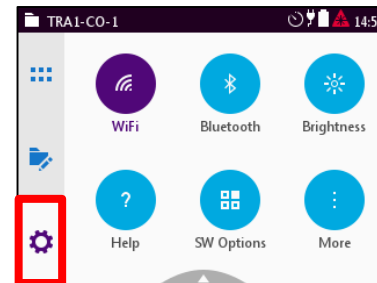 TRA1-CO-1 14:5
WiFi Bluetooth Brightness
? 
Help SW Options More